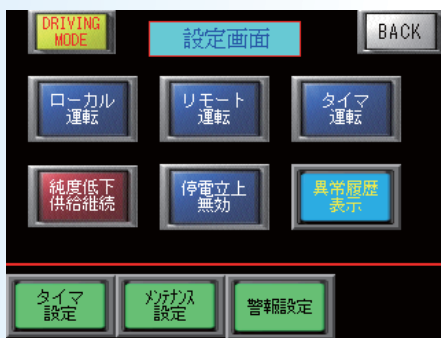 DRIVING
MODE
設定画面
BACK
ローカル
運転
リモート
運転
タイマ
運転
純度低下
供給継続
停電立上
無効
異常履歴
表示
タイマ
設定
メンテナンス
設定
警報設定